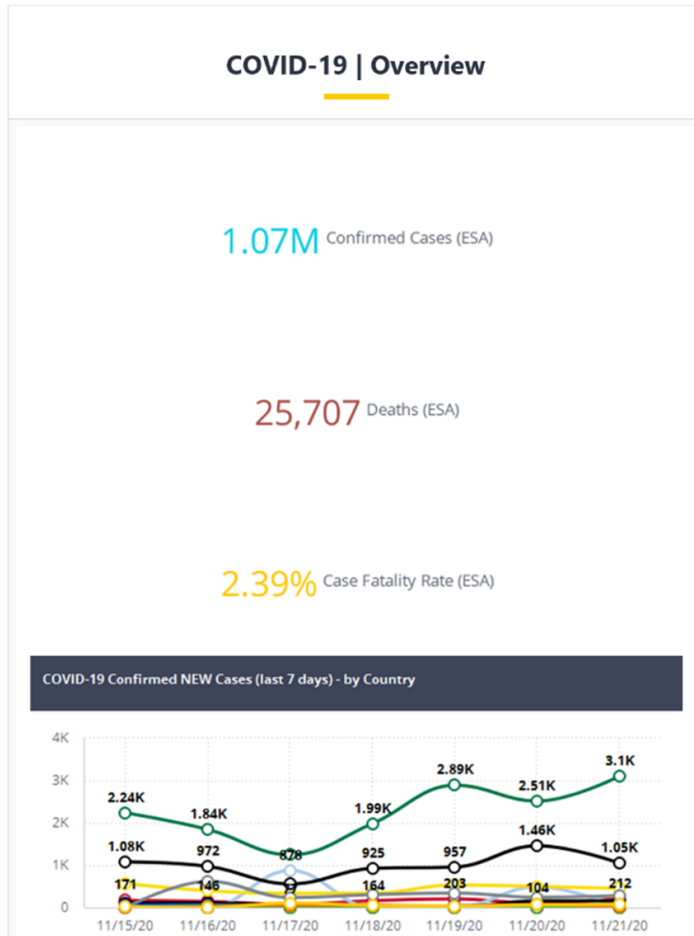 COVID-19 | Overview
1.07M Confirmed Cases (ESA)
25,707 Deaths (ESA)
2.39% Case Fatality Rate (ESA)
COVID-19 Confirmed NEW Cases (last 7 days) - by Country
4K
3K
2K
1K
0
2.24K 1.84K 1.99K 2.89K 2.51K 3.1K
1.08K 972 878 925 957 1.46K 1.05K
171 146 164 203 104 212
11/15/20 11/16/20 11/17/20 11/18/20 11/19/20 11/20/20 11/21/20